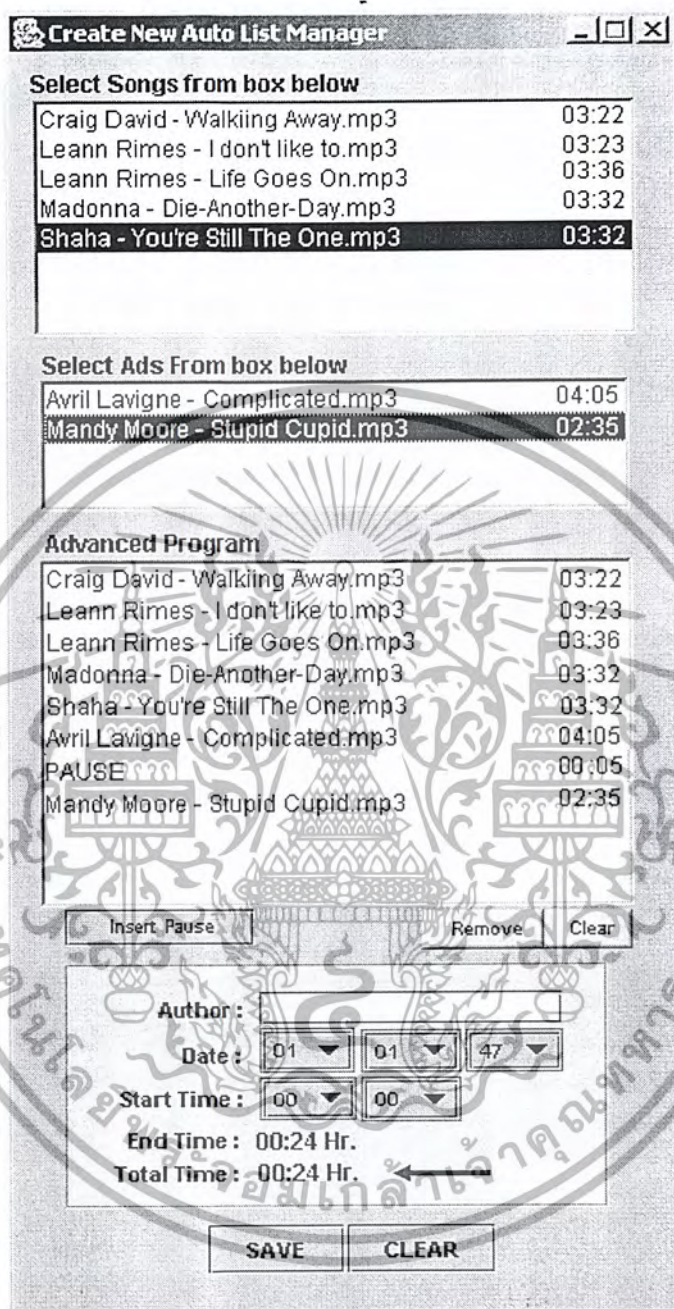 Create New Auto List Manager
Select Songs from box below
Craig David - Walkiing Away.mp3 03:22
Leann Rimes - I don't like to.mp3 03:23
Leann Rimes - Life Goes On.mp3 03:36
Madonna - Die-Another-Day.mp3 03:32
Shaha - You're Still The One.mp3 03:32
Select Ads From box below
Avril Lavigne - Complicated.mp3 04:05
Mandy Moore - Stupid Cupid.mp3 02:35
Advanced Program
Craig David - Walkiing Away.mp3 03:22
Leann Rimes - I don't like to.mp3 03:23
Leann Rimes - Life Goes On.mp3 03:36
Madonna - Die-Another-Day.mp3 03:32
Shaha - You're Still The One.mp3 03:32
Avril Lavigne - Complicated.mp3 04:05
PAUSE 00:05
Mandy Moore - Stupid Cupid.mp3 02:35
Insert Pause Remove Clear
Author :
Date : 01 01 47
Start Time : 00 00
End Time : 00:24 Hr.
Total Time : 00:24 Hr.
SAVE CLEAR